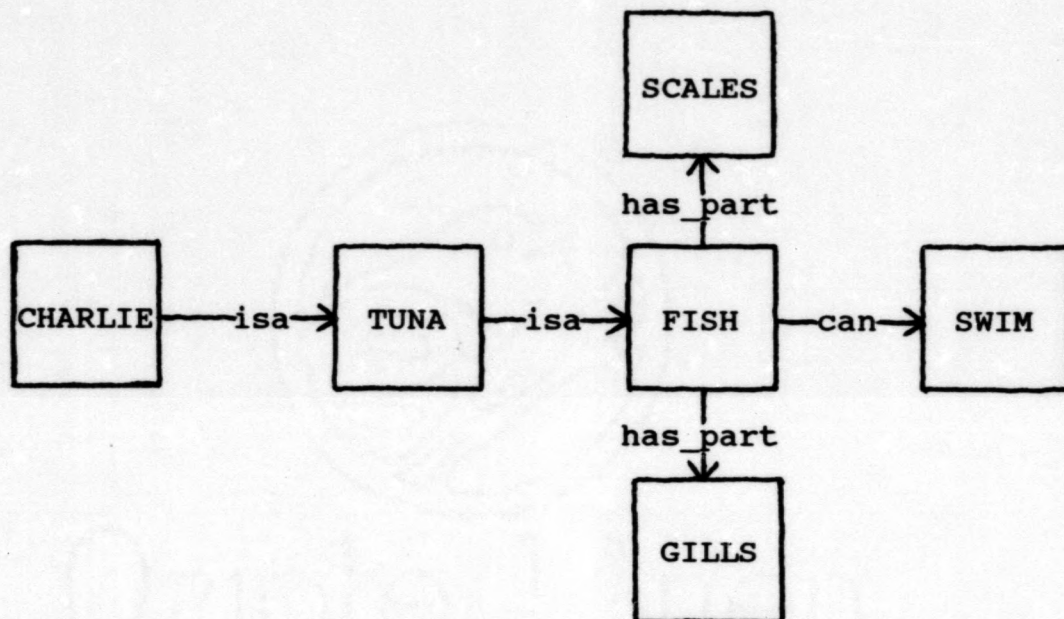 SCALES
has_part
CHARLIE isa TUNA isa FISH can SWIM
has_part
GILLS